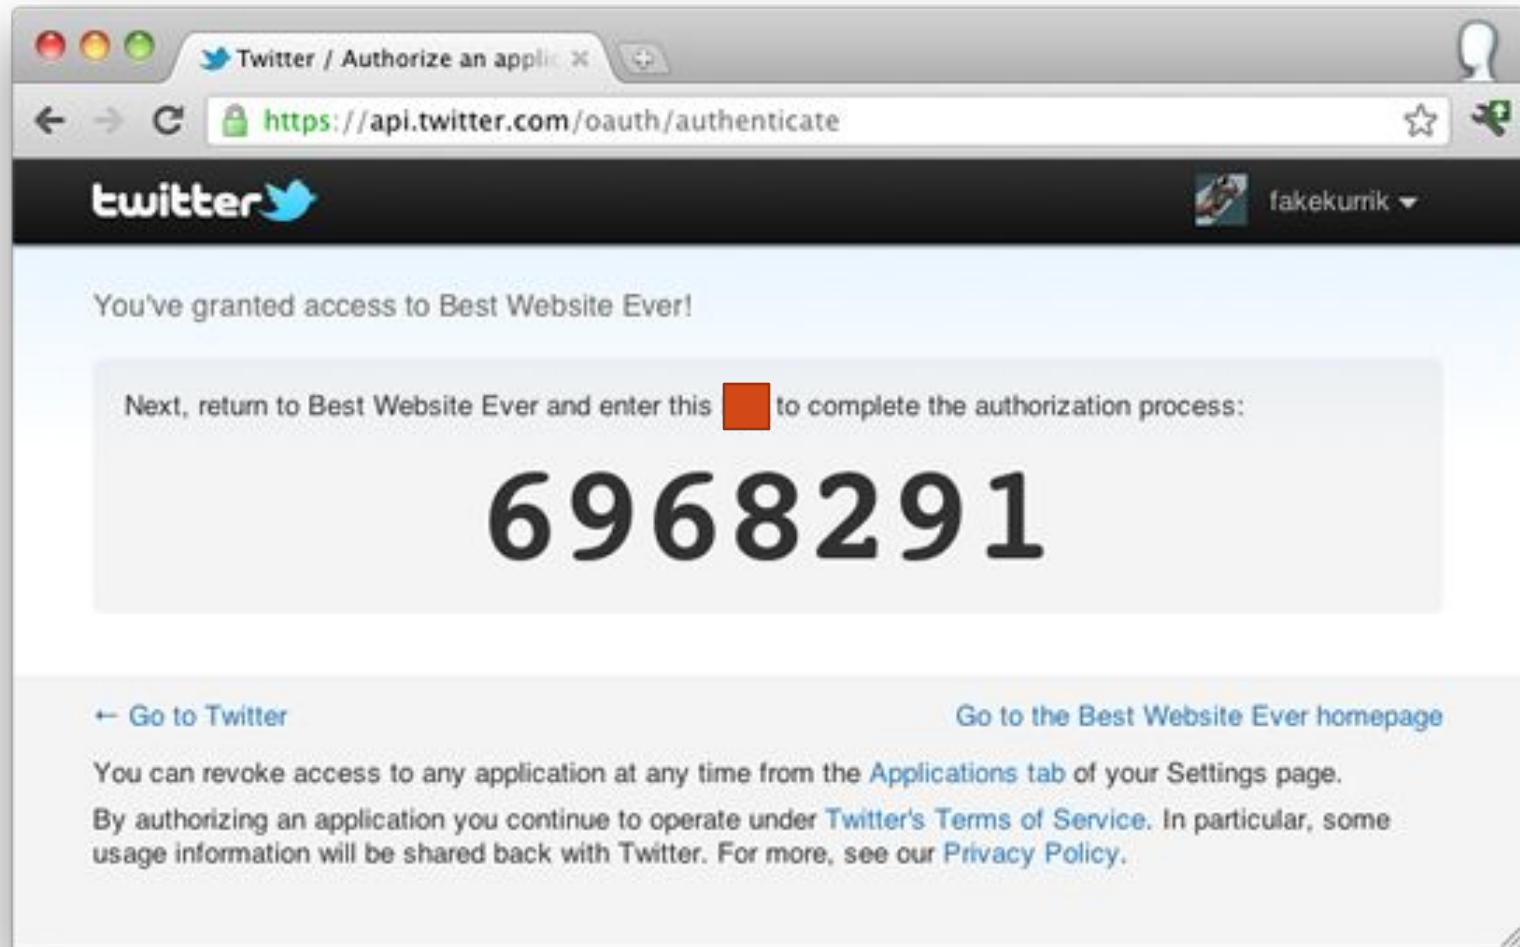 Twitter / Authorize an applic
https://api.twitter.com/oauth/authenticate
twitter
fakekurrik
You've granted access to Best Website Ever!
Next, return to Best Website Ever and enter this to complete the authorization process:
6968291
← Go to Twitter
Go to the Best Website Ever homepage
You can revoke access to any application at any time from the Applications tab of your Settings page.
By authorizing an application you continue to operate under Twitter's Terms of Service. In particular, some
usage information will be shared back with Twitter. For more, see our Privacy Policy.